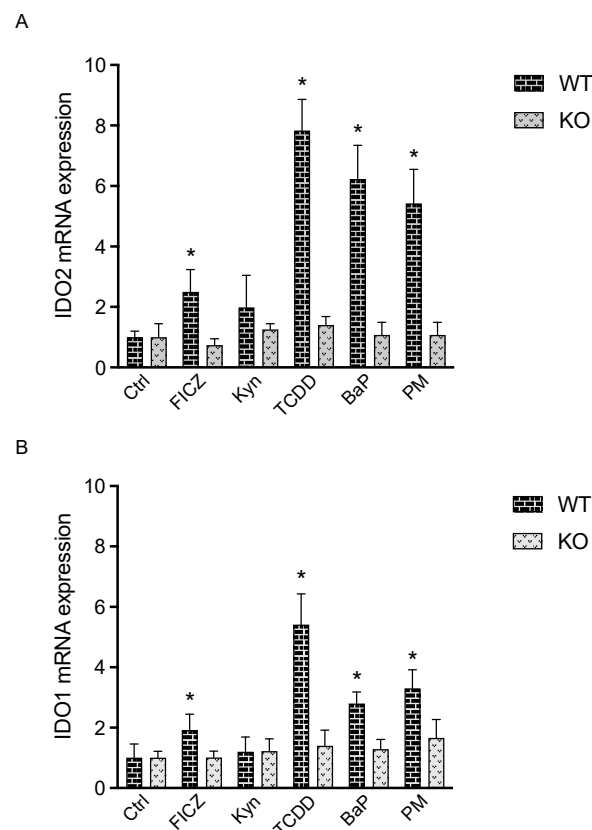 A
10
8
6
4
2
0
IDO2 mRNA expression
*
*
*
*
Ctrl
FICZ
Kyn
TCDD
BaP
PM
WT
KO
B
10
8
6
4
2
0
IDO1 mRNA expression
*
*
*
*
Ctrl
FICZ
Kyn
TCDD
BaP
PM
WT
KO